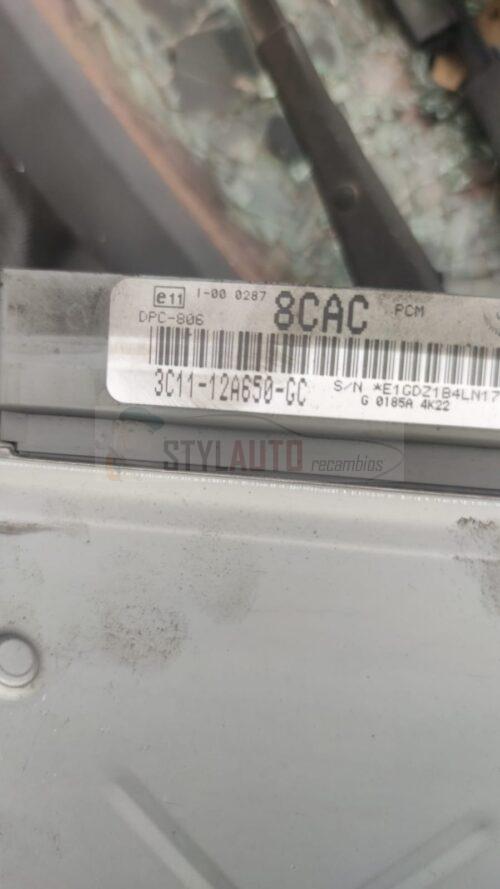 e11 1-00 0287 8CAC PCM
DPC-806
3C11-12A650-GC S/N *E1GDZ1B4LN17
G 0185A 4K22
STYLAUTO
recambios